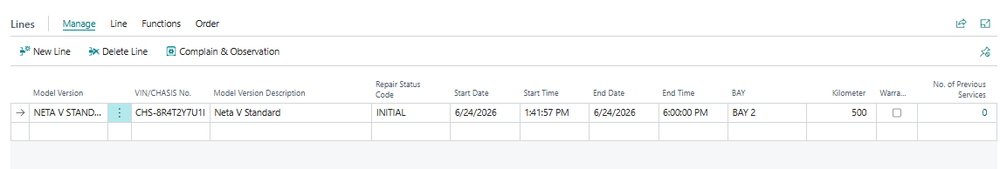 Lines Manage Line Functions Order
New Line Delete Line Complain & Observation
Model Version VIN/CHASIS No. Model Version Description Repair Status Code Start Date Start Time End Date End Time BAY Kilometer Warra... No. of Previous Services
NETA V STAND... CHS-8R4T2Y7U1I Neta V Standard INITIAL 6/24/2026 1:41:57 PM 6/24/2026 6:00:00 PM BAY 2 500 0